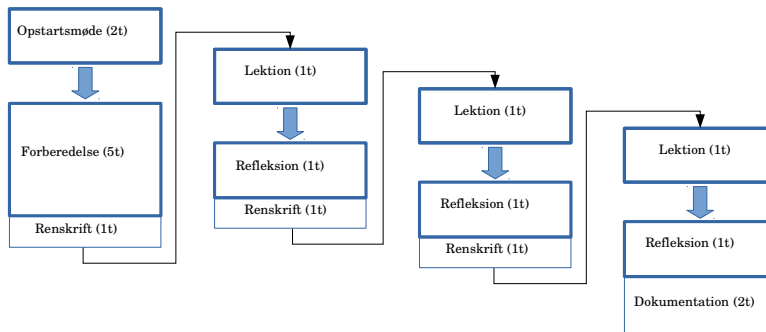 Opstartsmøde (2t)
Forberedelse (5t)
Renskrift (1t)
Lektion (1t)
Refleksion (1t)
Renskrift (1t)
Lektion (1t)
Refleksion (1t)
Renskrift (1t)
Lektion (1t)
Refleksion (1t)
Dokumentation (2t)